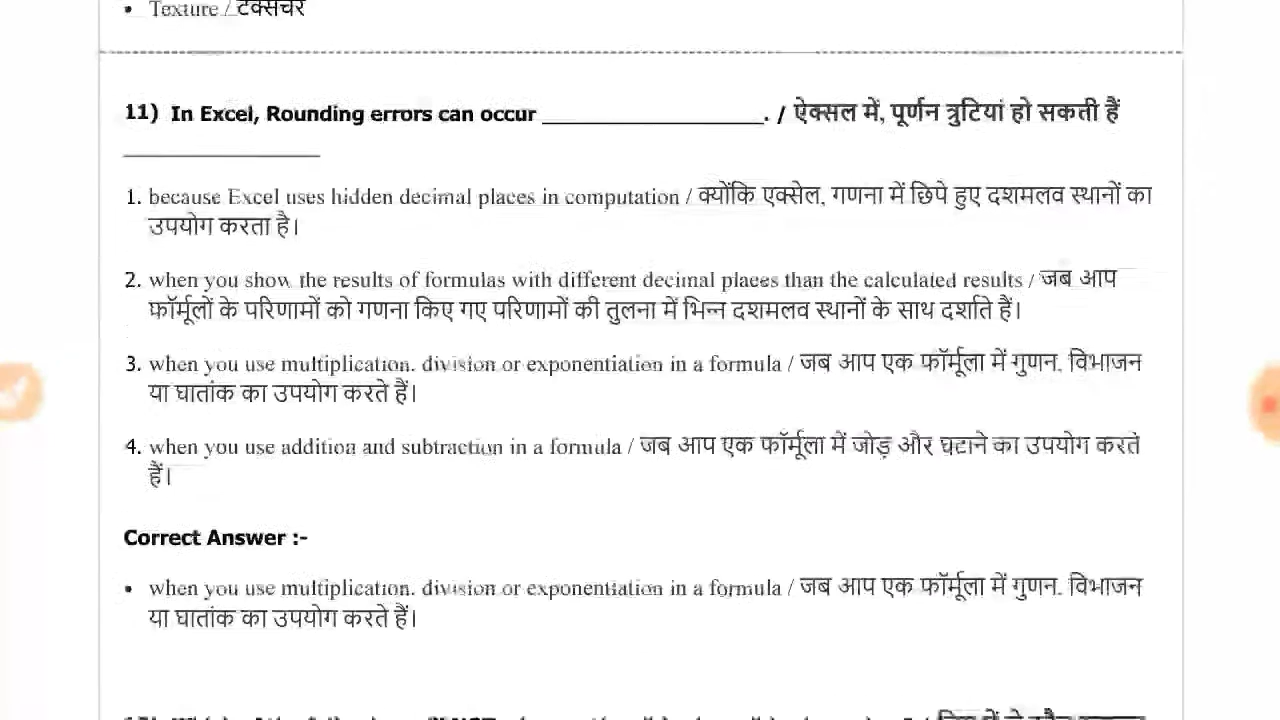 • Texture / टेक्सचर
11) In Excel, Rounding errors can occur ____________________. / ऐक्सल में, पूर्णन त्रुटियां हो सकती हैं
__________________
1. because Excel uses hidden decimal places in computation / क्योंकि एक्सेल, गणना में छिपे हुए दशमलव स्थानों का
उपयोग करता है।
2. when you show the results of formulas with different decimal places than the calculated results / जब आप
फॉर्मूलों के परिणामों को गणना किए गए परिणामों की तुलना में भिन्न दशमलव स्थानों के साथ दर्शाते हैं।
3. when you use multiplication, division or exponentiation in a formula / जब आप एक फॉर्मूला में गुणन, विभाजन
या घातांक का उपयोग करते हैं।
4. when you use addition and subtraction in a formula / जब आप एक फॉर्मूला में जोड़ और घटाने का उपयोग करते
हैं।
Correct Answer :-
• when you use multiplication, division or exponentiation in a formula / जब आप एक फॉर्मूला में गुणन, विभाजन
या घातांक का उपयोग करते हैं।